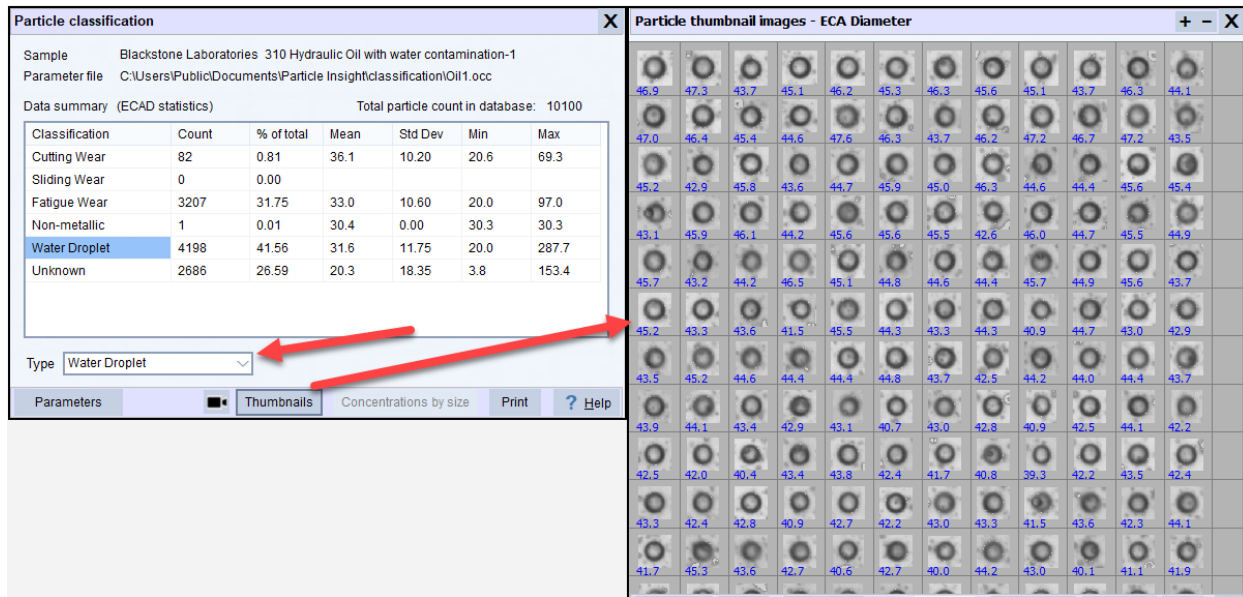 Particle classification X
Sample Blackstone Laboratories 310 Hydraulic Oil with water contamination-1
Parameter file C:\Users\Public\Documents\Particle Insight\classification\Oil1.occ
Data summary (ECAD statistics) Total particle count in database: 10100
Classification Count % of total Mean Std Dev Min Max
Cutting Wear 82 0.81 36.1 10.20 20.6 69.3
Sliding Wear 0 0.00
Fatigue Wear 3207 31.75 33.0 10.60 20.0 97.0
Non-metallic 1 0.01 30.4 0.00 30.3 30.3
Water Droplet 4198 41.56 31.6 11.75 20.0 287.7
Unknown 2686 26.59 20.3 18.35 3.8 153.4
Type Water Droplet
Parameters Thumbnails Concentrations by size Print ? Help
Particle thumbnail images - ECA Diameter + - X
46.9 47.3 43.7 45.1 46.2 45.3 46.3 45.6 45.1 43.7 46.3 44.1
47.0 46.4 45.4 44.6 47.6 45.3 43.7 46.2 47.2 46.7 47.2 43.5
45.2 42.9 45.8 43.6 44.7 45.9 45.0 46.3 44.6 44.4 45.6 45.4
43.1 45.9 46.1 44.2 45.6 45.6 45.5 42.6 46.0 44.7 45.5 44.9
45.7 43.2 44.2 46.5 45.1 44.8 44.6 44.4 45.7 44.9 45.6 43.7
45.2 43.3 43.6 41.5 45.5 44.3 43.3 44.3 40.9 44.7 43.0 42.9
43.5 45.2 44.6 44.4 44.4 44.8 43.7 42.5 44.2 44.0 44.4 43.7
43.9 44.1 43.4 42.9 43.1 40.7 43.0 42.8 40.9 42.5 44.1 42.2
42.5 42.0 40.4 43.4 43.8 42.4 41.7 40.8 39.3 42.2 43.5 42.4
43.3 42.4 42.8 40.9 42.7 42.2 43.0 43.3 41.5 43.6 42.3 44.1
41.7 45.3 43.6 42.7 40.6 42.7 40.0 44.2 43.0 40.1 41.1 41.9